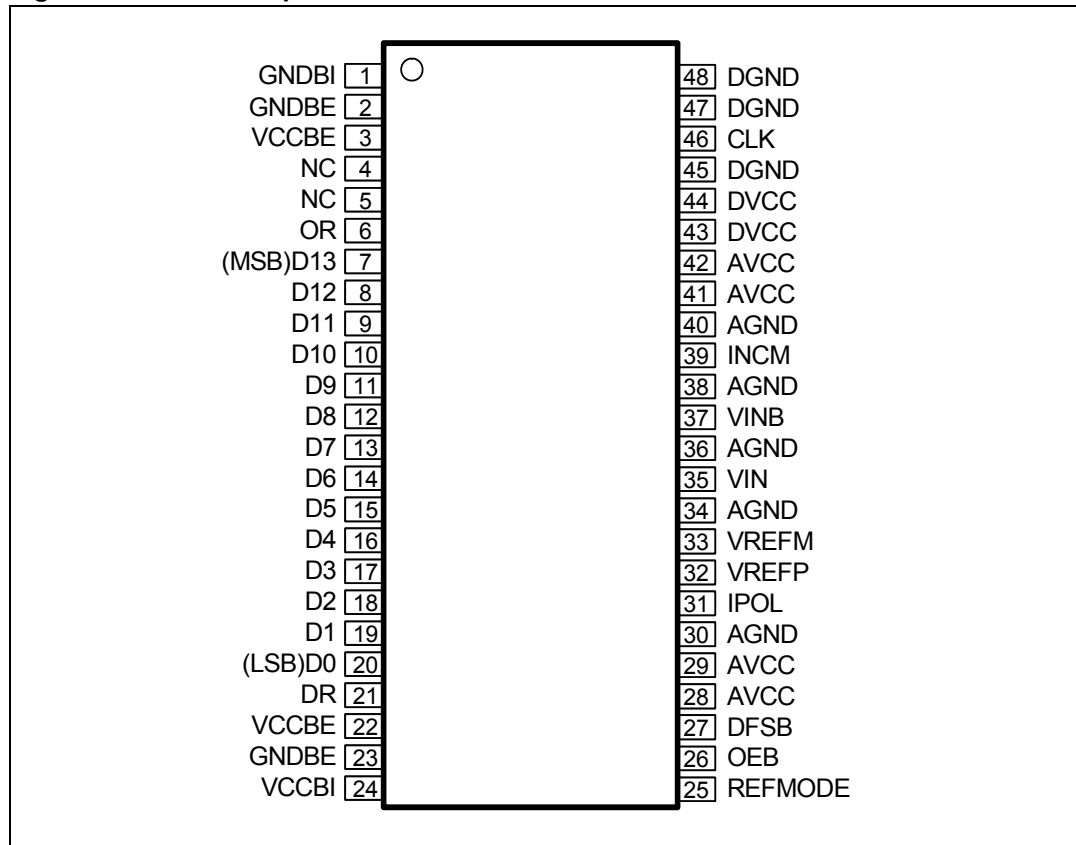 GNDBI 1
GNDBE 2
VCCBE 3
NC 4
NC 5
OR 6
(MSB)D13 7
D12 8
D11 9
D10 10
D9 11
D8 12
D7 13
D6 14
D5 15
D4 16
D3 17
D2 18
D1 19
(LSB)D0 20
DR 21
VCCBE 22
GNDBE 23
VCCBI 24
48 DGND
47 DGND
46 CLK
45 DGND
44 DVCC
43 DVCC
42 AVCC
41 AVCC
40 AGND
39 INCM
38 AGND
37 VINB
36 AGND
35 VIN
34 AGND
33 VREFM
32 VREFP
31 IPOL
30 AGND
29 AVCC
28 AVCC
27 DFSB
26 OEB
25 REFMODE